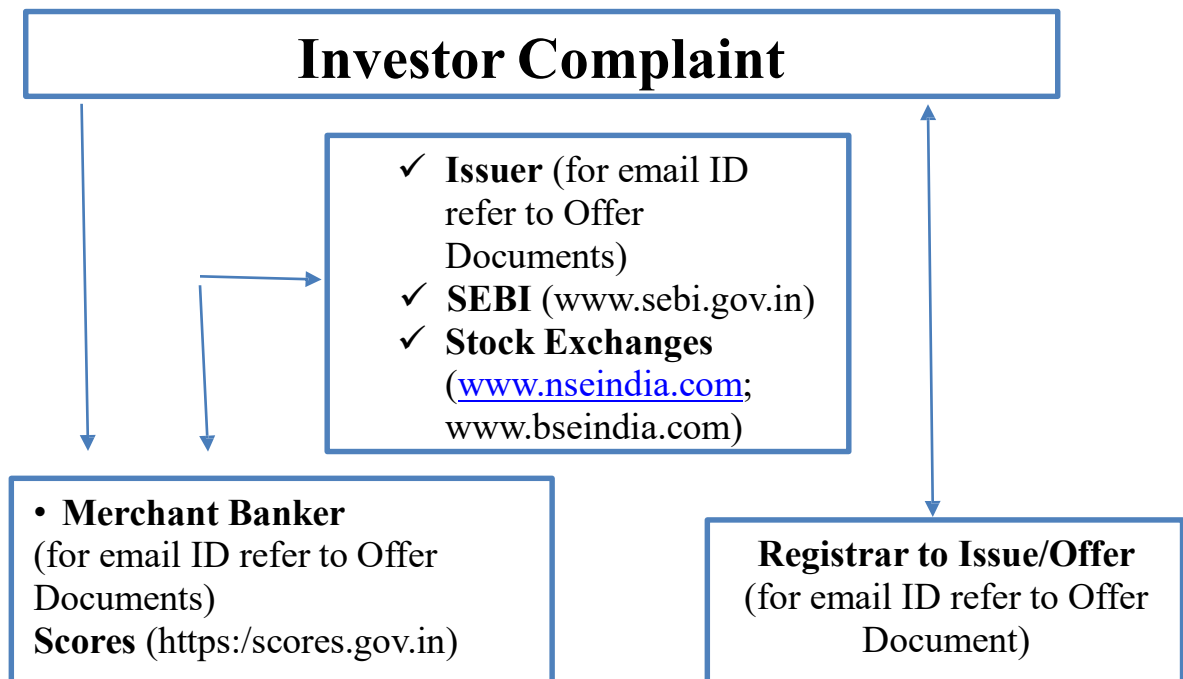 Investor Complaint
✓ Issuer (for email ID
refer to Offer
Documents)
✓ SEBI (www.sebi.gov.in)
✓ Stock Exchanges
(www.nseindia.com;
www.bseindia.com)
• Merchant Banker
(for email ID refer to Offer
Documents)
Scores (https:/scores.gov.in)
Registrar to Issue/Offer
(for email ID refer to Offer
Document)